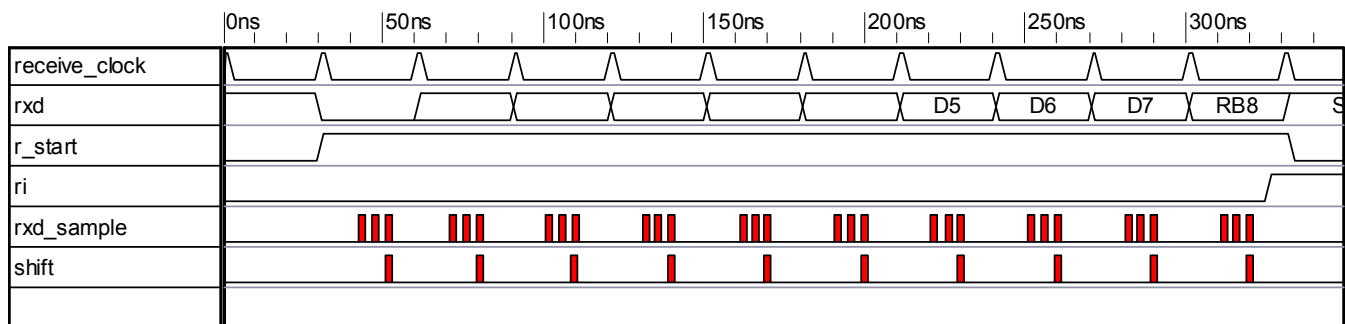 0ns 50ns 100ns 150ns 200ns 250ns 300ns
receive_clock
rxd D5 D6 D7 RB8 S
r_start
ri
rxd_sample
shift